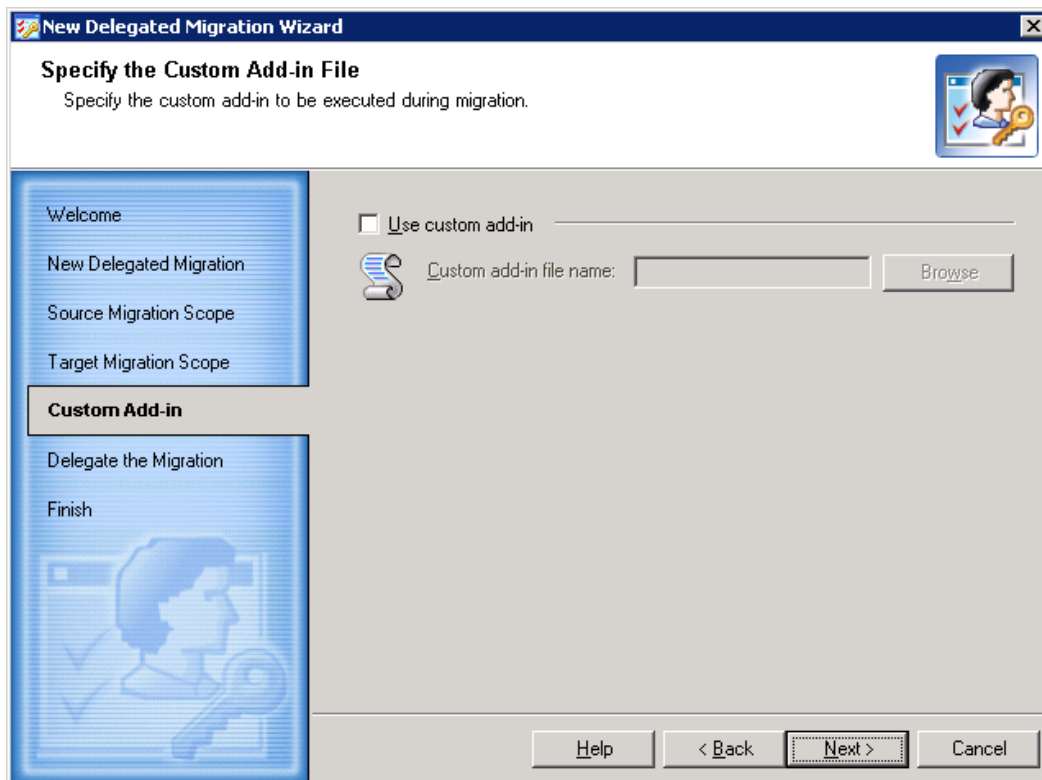 New Delegated Migration Wizard
Specify the Custom Add-in File
Specify the custom add-in to be executed during migration.
Welcome
New Delegated Migration
Source Migration Scope
Target Migration Scope
Custom Add-in
Delegate the Migration
Finish
Use custom add-in
Custom add-in file name:
Browse
Help
< Back
Next >
Cancel